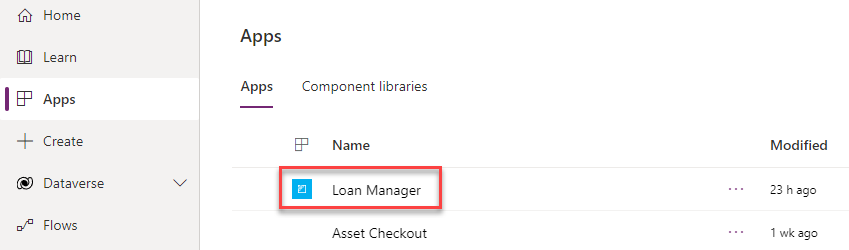 Home
Learn
Apps
Create
Dataverse
Flows
Apps
Apps Component libraries
Name Modified
Loan Manager ... 23 h ago
Asset Checkout ... 1 wk ago